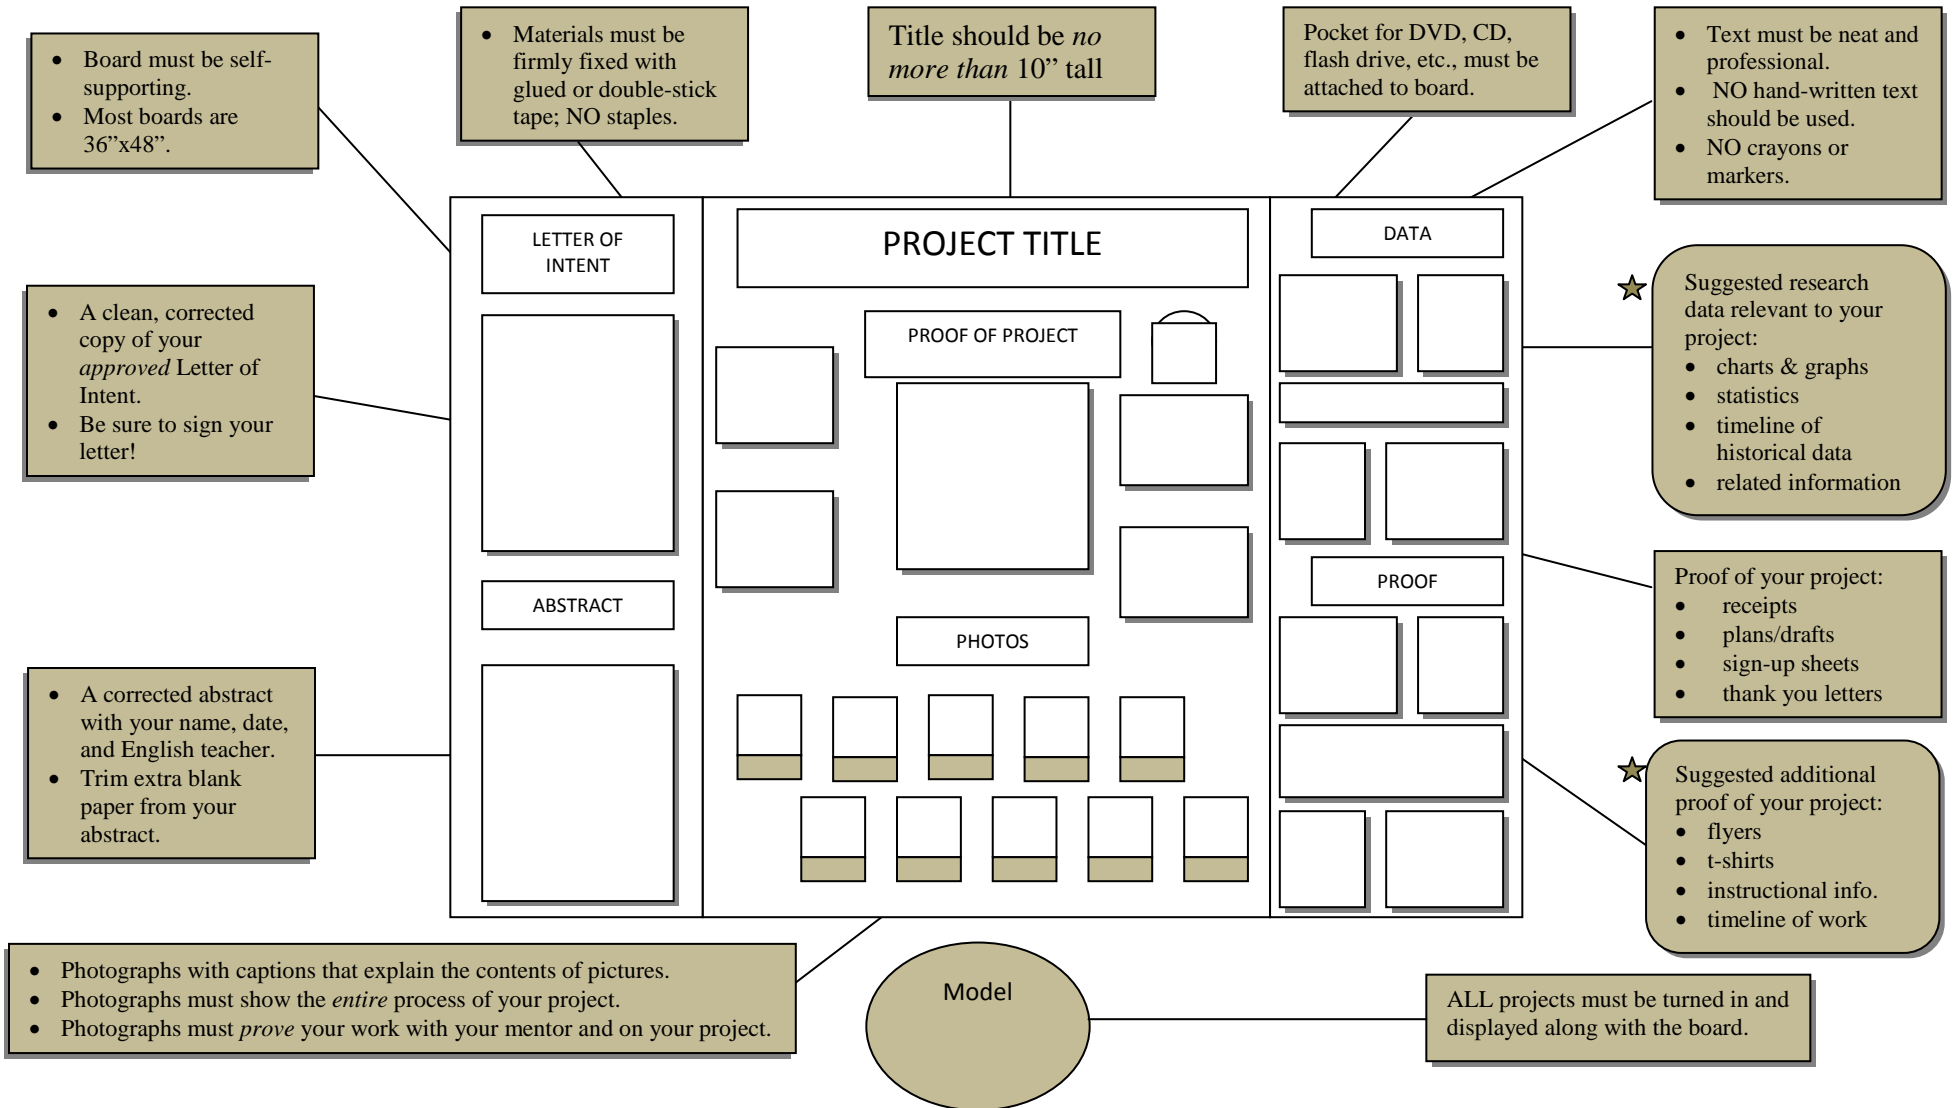 • Board must be self-
supporting.
• Most boards are
36”x48”.
• Materials must be
firmly fixed with
glued or double-stick
tape; NO staples.
Title should be no
more than 10” tall
Pocket for DVD, CD,
flash drive, etc., must be
attached to board.
• Text must be neat and
professional.
• NO hand-written text
should be used.
• NO crayons or
markers.
• A clean, corrected
copy of your
approved Letter of
Intent.
• Be sure to sign your
letter!
• A corrected abstract
with your name, date,
and English teacher.
• Trim extra blank
paper from your
abstract.
LETTER OF
INTENT
ABSTRACT
PROJECT TITLE
PROOF OF PROJECT
PHOTOS
DATA
PROOF
Suggested research
data relevant to your
project:
• charts & graphs
• statistics
• timeline of
historical data
• related information
Proof of your project:
• receipts
• plans/drafts
• sign-up sheets
• thank you letters
Suggested additional
proof of your project:
• flyers
• t-shirts
• instructional info.
• timeline of work
• Photographs with captions that explain the contents of pictures.
• Photographs must show the entire process of your project.
• Photographs must prove your work with your mentor and on your project.
Model
ALL projects must be turned in and
displayed along with the board.